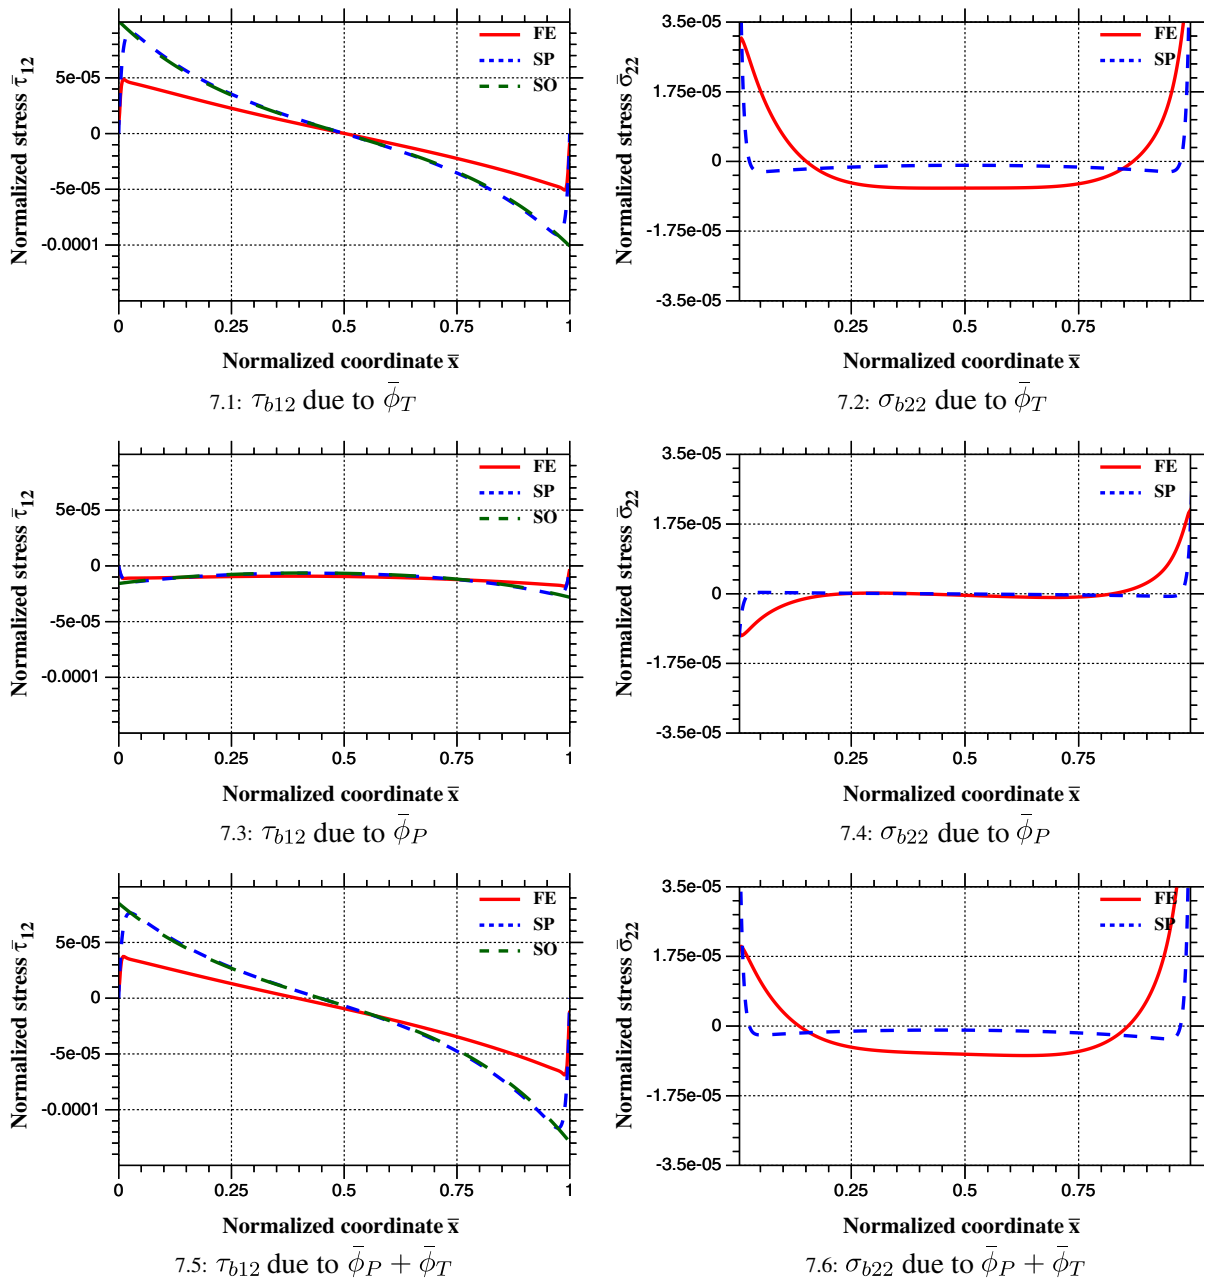 Normalized stress τ̄12
5e-05
0
-5e-05
-0.0001
FE
SP
SO
0 0.25 0.5 0.75 1
Normalized coordinate x̄
7.1: τb12 due to ϕ̄T
Normalized stress σ̄22
3.5e-05
1.75e-05
0
-1.75e-05
-3.5e-05
FE
SP
0.25 0.5 0.75
Normalized coordinate x̄
7.2: σb22 due to ϕ̄T
Normalized stress τ̄12
5e-05
0
-5e-05
-0.0001
FE
SP
SO
0 0.25 0.5 0.75 1
Normalized coordinate x̄
7.3: τb12 due to ϕ̄P
Normalized stress σ̄22
3.5e-05
1.75e-05
0
-1.75e-05
-3.5e-05
FE
SP
0.25 0.5 0.75
Normalized coordinate x̄
7.4: σb22 due to ϕ̄P
Normalized stress τ̄12
5e-05
0
-5e-05
-0.0001
FE
SP
SO
0 0.25 0.5 0.75 1
Normalized coordinate x̄
7.5: τb12 due to ϕ̄P + ϕ̄T
Normalized stress σ̄22
3.5e-05
1.75e-05
0
-1.75e-05
-3.5e-05
FE
SP
0.25 0.5 0.75
Normalized coordinate x̄
7.6: σb22 due to ϕ̄P + ϕ̄T